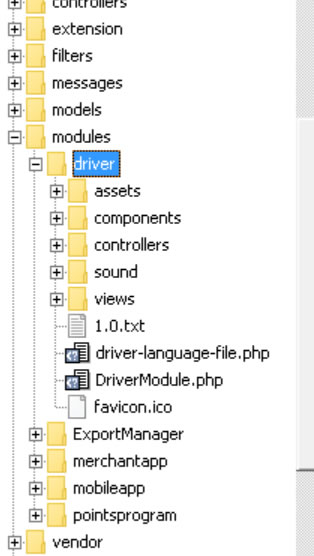 controllers
extension
filters
messages
models
modules
driver
assets
components
controllers
sound
views
1.0.txt
driver-language-file.php
DriverModule.php
favicon.ico
ExportManager
merchantapp
mobileapp
pointsprogram
vendor